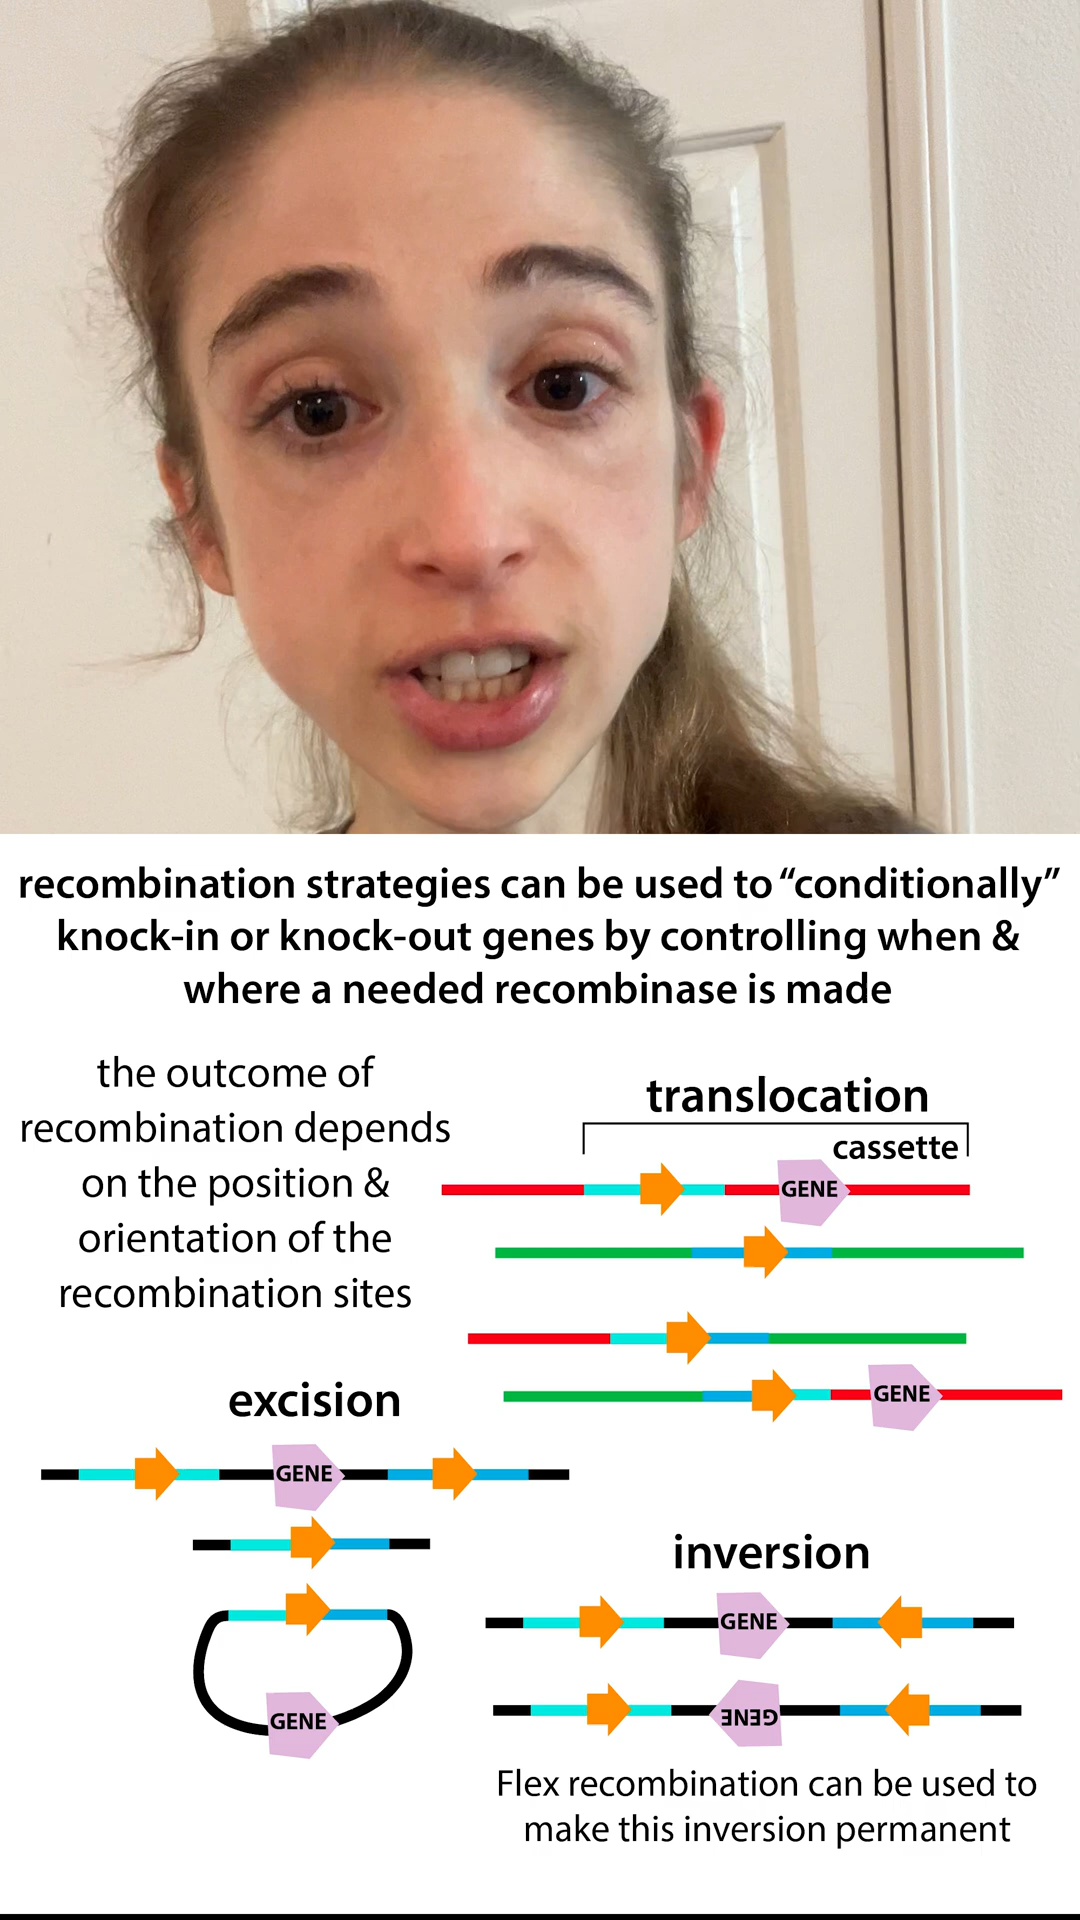 recombination strategies can be used to “conditionally”
knock-in or knock-out genes by controlling when &
where a needed recombinase is made
the outcome of
recombination depends
on the position &
orientation of the
recombination sites
translocation
cassette
GENE
GENE
excision
GENE
GENE
inversion
GENE
GENE
Flex recombination can be used to
make this inversion permanent